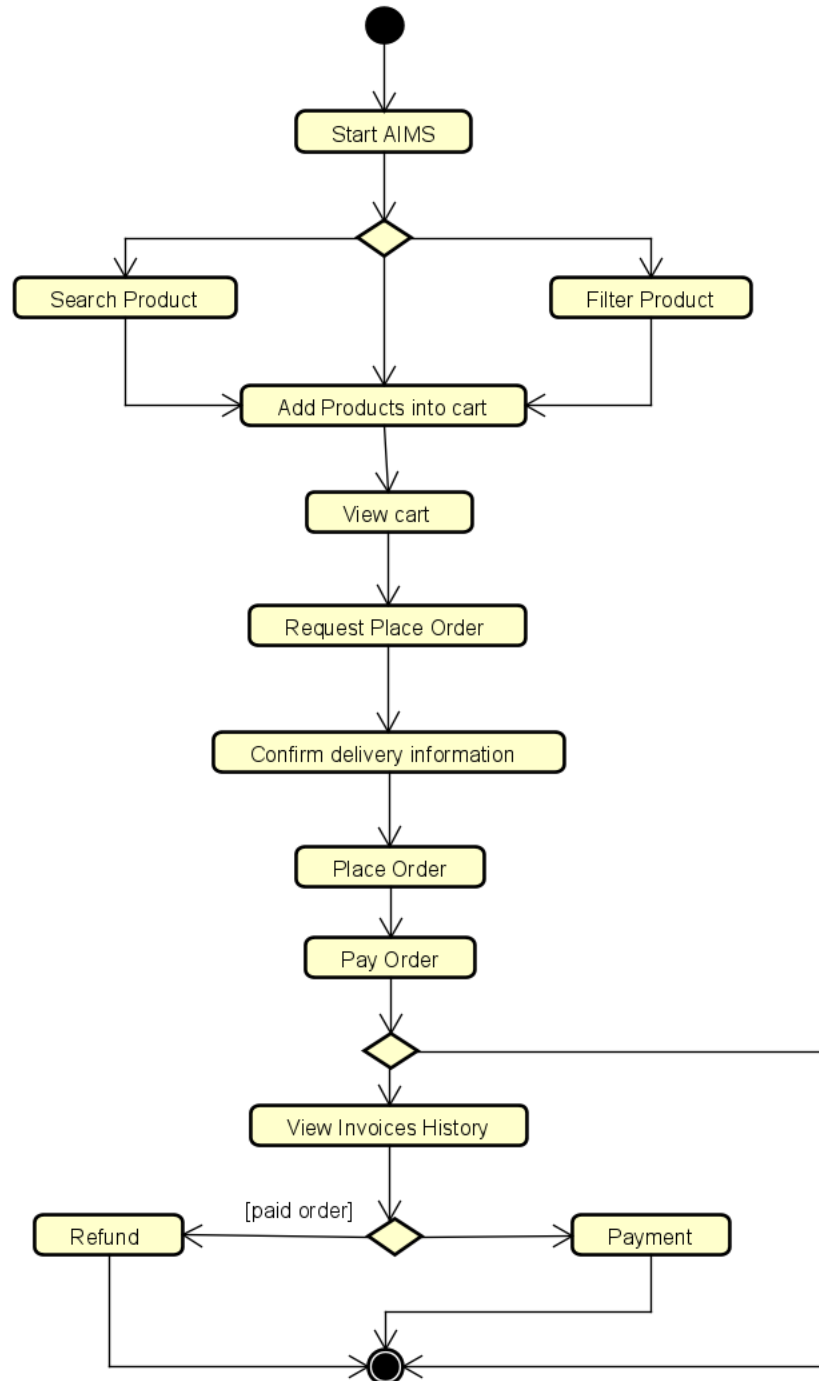 Start AIMS
Search Product
Filter Product
Add Products into cart
View cart
Request Place Order
Confirm delivery information
Place Order
Pay Order
View Invoices History
[paid order]
Refund
Payment